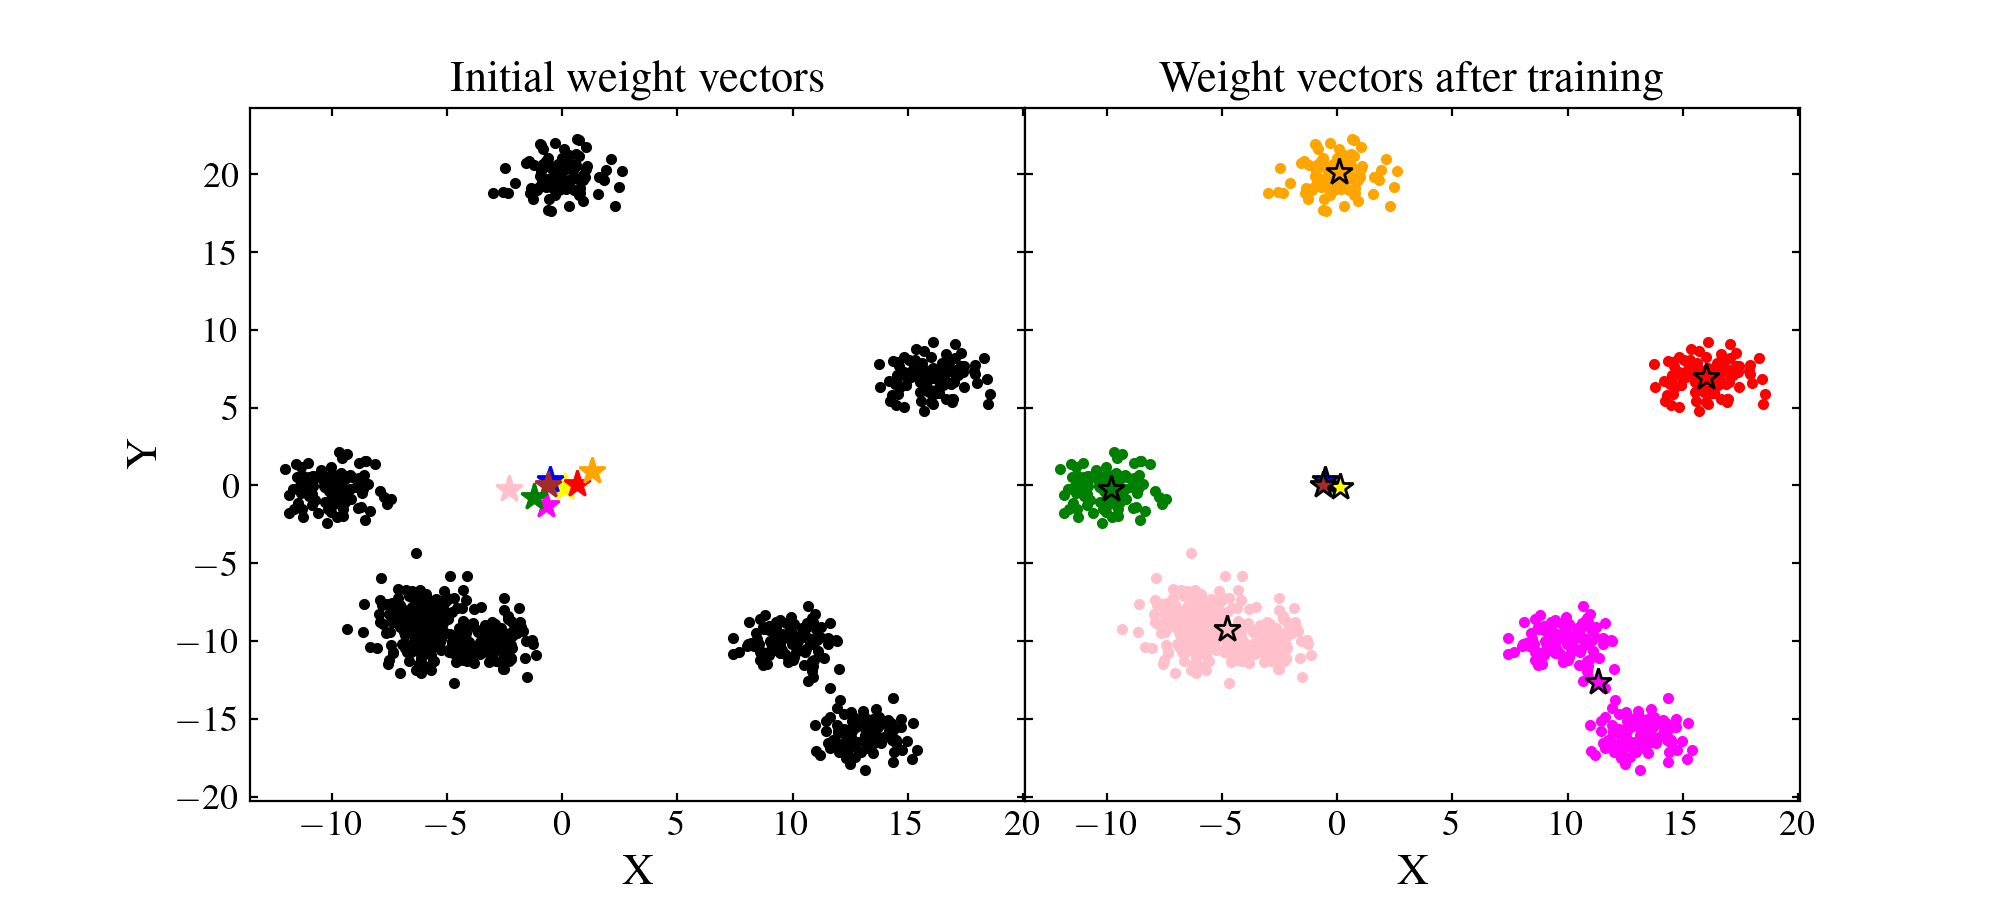 Initial weight vectors
Weight vectors after training
20
15
10
5
0
−5
−10
−15
−20
Y
−10 −5 0 5 10 15 20
−10 −5 0 5 10 15 20
X
X